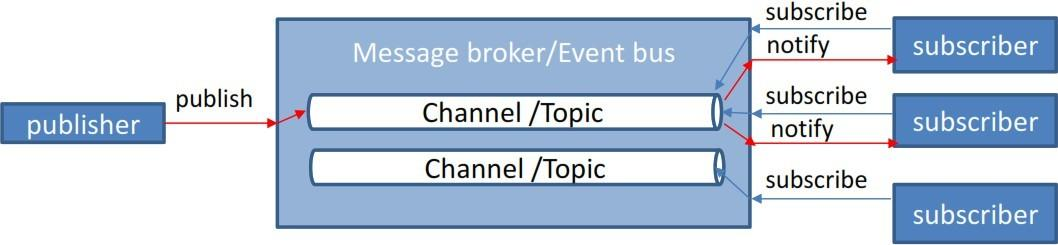 subscribe
Message broker/Event bus
notify
subscriber
publish
Channel /Topic
subscribe
publisher
notify
subscriber
Channel /Topic
subscribe
subscriber